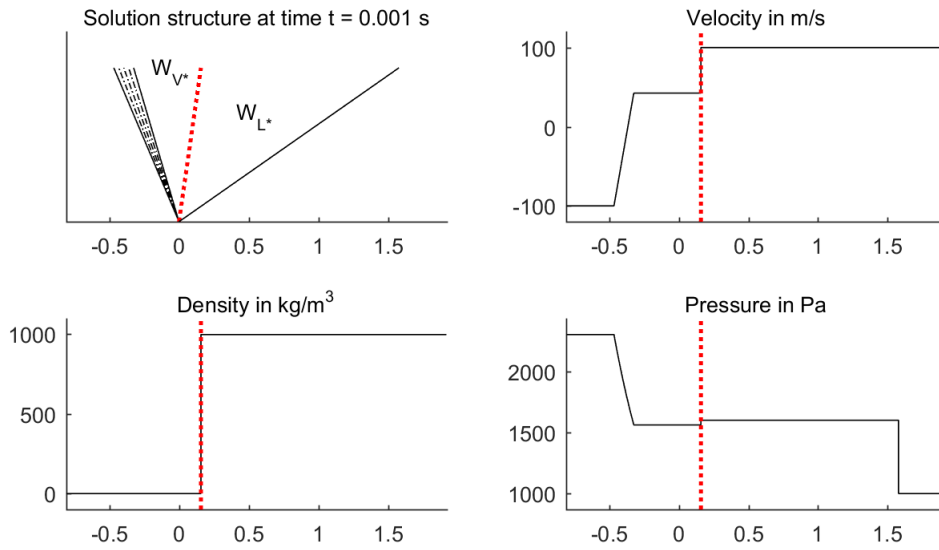 Solution structure at time t = 0.001 s
W_V*
W_L*
-0.5 0 0.5 1 1.5
Velocity in m/s
100
0
-100
-0.5 0 0.5 1 1.5
Density in kg/m^3
1000
500
0
-0.5 0 0.5 1 1.5
Pressure in Pa
2000
1500
1000
-0.5 0 0.5 1 1.5